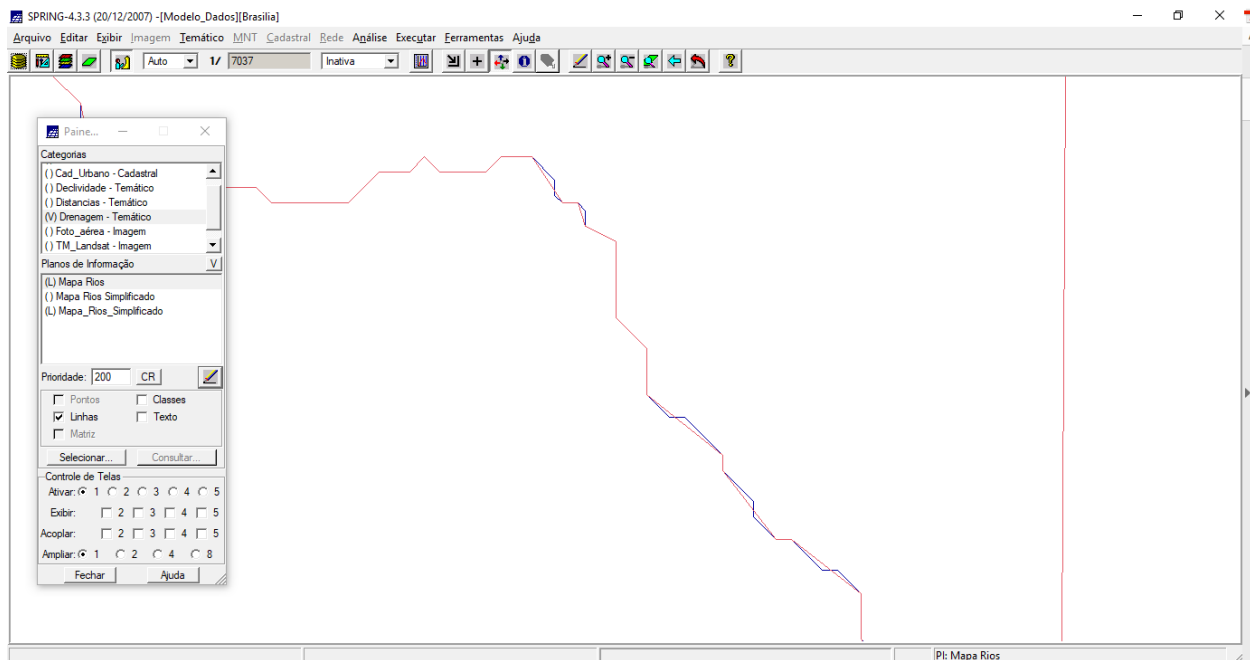 SPRING-4.3.3 (20/12/2007) -[Modelo_Dados][Brasilia]
Arquivo Editar Exibir Imagem Temático MNT Cadastral Rede Análise Executar Ferramentas Ajuda
Auto 1/ 7037 Inativa
Paine...
Categorias
( ) Cad_Urbano - Cadastral
( ) Declividade - Temático
( ) Distancias - Temático
(V) Drenagem - Temático
( ) Foto_aérea - Imagem
( ) TM_Landsat - Imagem
Planos de Informação V
(L) Mapa Rios
( ) Mapa Rios Simplificado
(L) Mapa_Rios_Simplificado
Prioridade: 200 CR
Pontos Classes
Linhas Texto
Matriz
Selecionar... Consultar...
Controle de Telas
Ativar: 1 2 3 4 5
Exibir: 2 3 4 5
Acoplar: 2 3 4 5
Ampliar: 1 2 4 8
Fechar Ajuda
PI: Mapa Rios